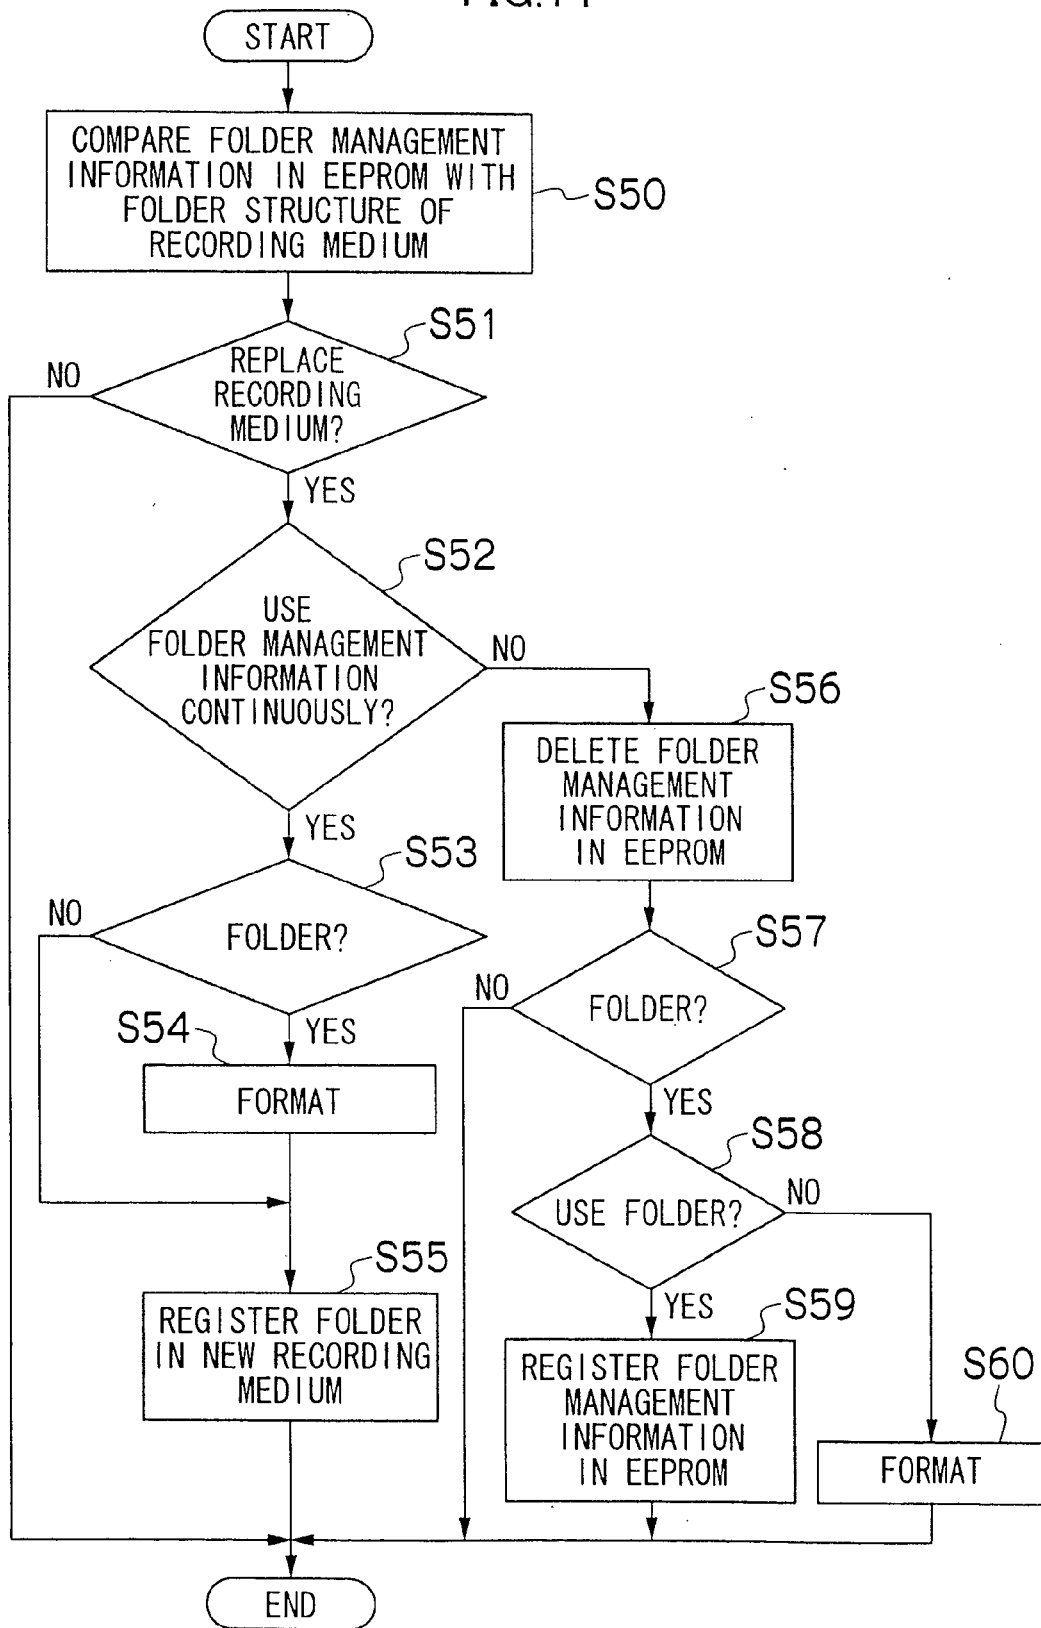 START
COMPARE FOLDER MANAGEMENT
INFORMATION IN EEPROM WITH
FOLDER STRUCTURE OF
RECORDING MEDIUM
S50
S51
REPLACE
RECORDING
MEDIUM?
NO
YES
S52
USE
FOLDER MANAGEMENT
INFORMATION
CONTINUOUSLY?
NO
YES
S56
DELETE FOLDER
MANAGEMENT
INFORMATION
IN EEPROM
S53
FOLDER?
NO
YES
S57
FOLDER?
NO
YES
S54
FORMAT
S58
USE FOLDER?
NO
YES
S55
REGISTER FOLDER
IN NEW RECORDING
MEDIUM
S59
REGISTER FOLDER
MANAGEMENT
INFORMATION
IN EEPROM
S60
FORMAT
END